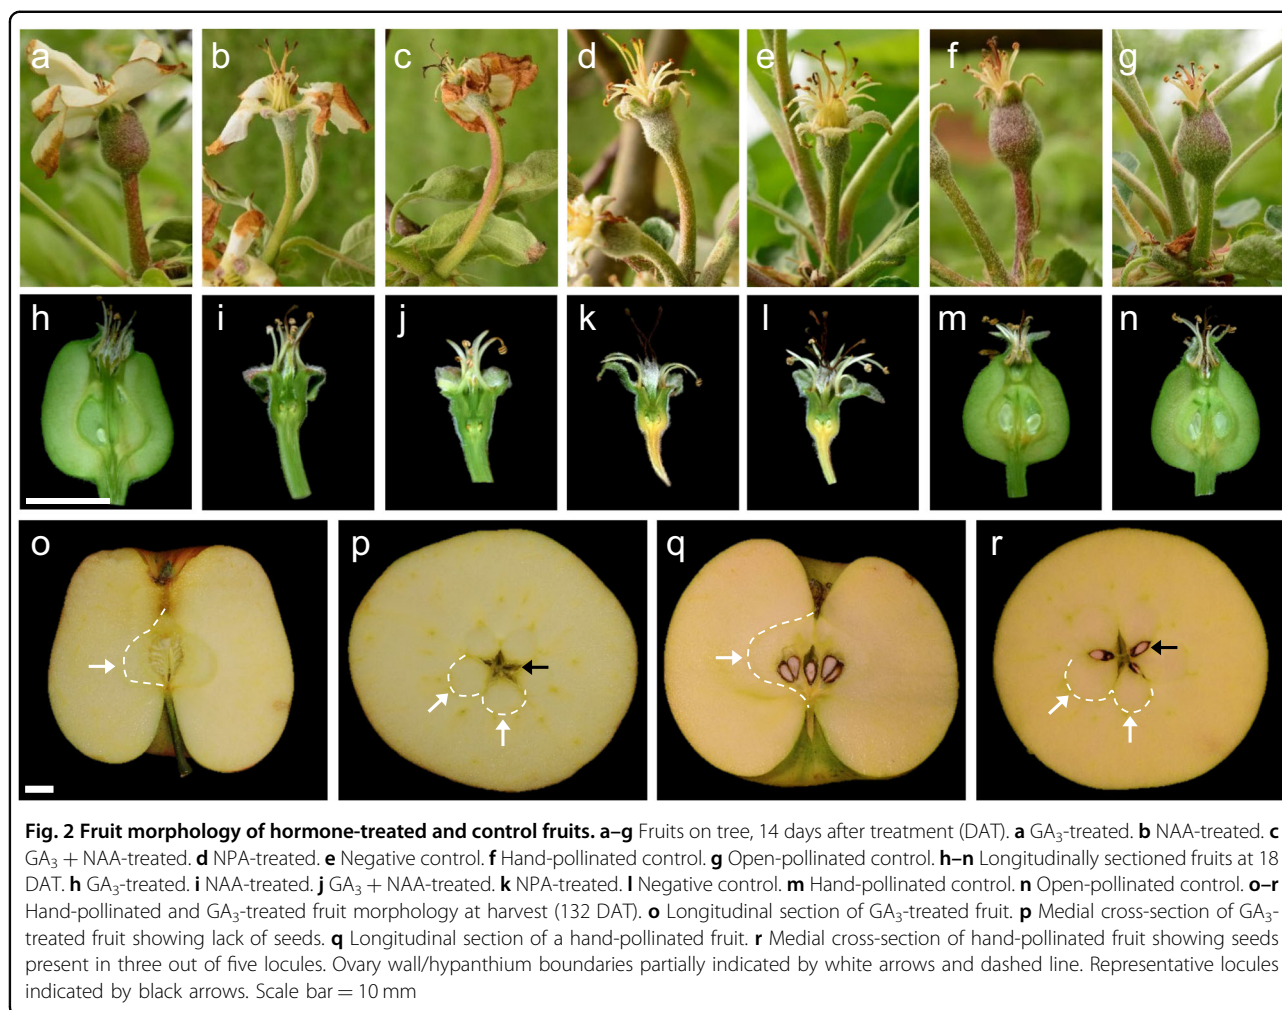 a b c d e f g
h i j k l m n
o p q r
Fig. 2 Fruit morphology of hormone-treated and control fruits. a–g Fruits on tree, 14 days after treatment (DAT). a GA₃-treated. b NAA-treated. c
GA₃ + NAA-treated. d NPA-treated. e Negative control. f Hand-pollinated control. g Open-pollinated control. h–n Longitudinally sectioned fruits at 18
DAT. h GA₃-treated. i NAA-treated. j GA₃ + NAA-treated. k NPA-treated. l Negative control. m Hand-pollinated control. n Open-pollinated control. o–r
Hand-pollinated and GA₃-treated fruit morphology at harvest (132 DAT). o Longitudinal section of GA₃-treated fruit. p Medial cross-section of GA₃-
treated fruit showing lack of seeds. q Longitudinal section of a hand-pollinated fruit. r Medial cross-section of hand-pollinated fruit showing seeds
present in three out of five locules. Ovary wall/hypanthium boundaries partially indicated by white arrows and dashed line. Representative locules
indicated by black arrows. Scale bar = 10 mm